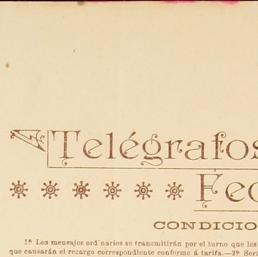 Telégrafos
Fed
CONDICIO
1ª Los mensajes ordinarios se transmitirán por el turno que les
que causarán el recargo correspondiente conforme á tarifa.—2ª Ser